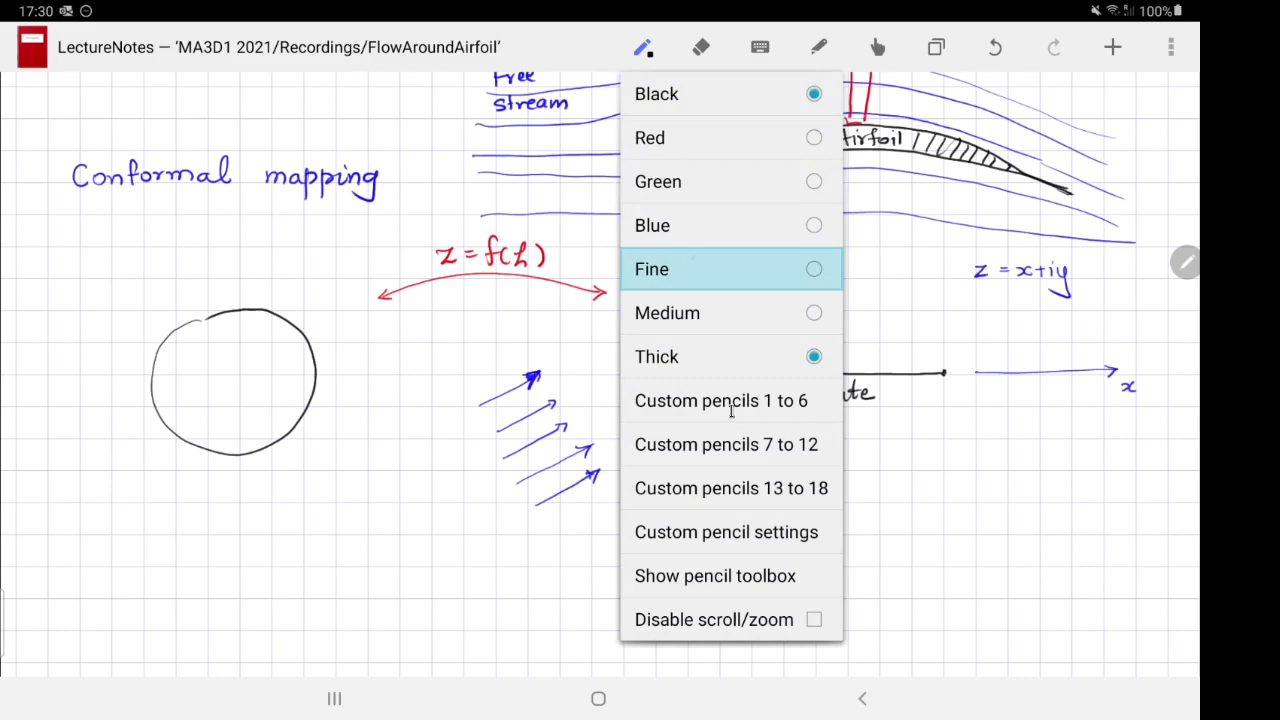 17:30
100%
LectureNotes — ‘MA3D1 2021/Recordings/FlowAroundAirfoil’
Free
stream
Conformal mapping
z = f(h)
Airfoil
z = x+iy
x
Black
Red
Green
Blue
Fine
Medium
Thick
Custom pencils 1 to 6
Custom pencils 7 to 12
Custom pencils 13 to 18
Custom pencil settings
Show pencil toolbox
Disable scroll/zoom